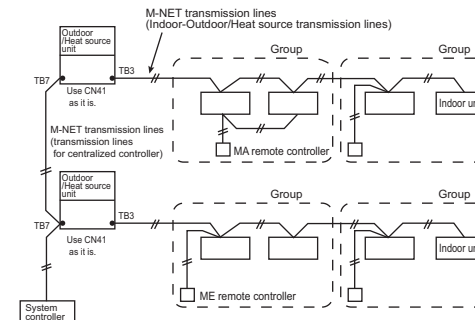 M-NET transmission lines
(Indoor-Outdoor/Heat source transmission lines)
Outdoor
/Heat source
unit
Group
Group
TB7
TB3
Use CN41
as it is.
Indoor un
MA remote controller
M-NET transmission lines
(transmission lines
for centralized controller)
Outdoor
/Heat source
unit
Group
Group
TB7
TB3
Use CN41
as it is.
Indoor un
ME remote controller
System
controller